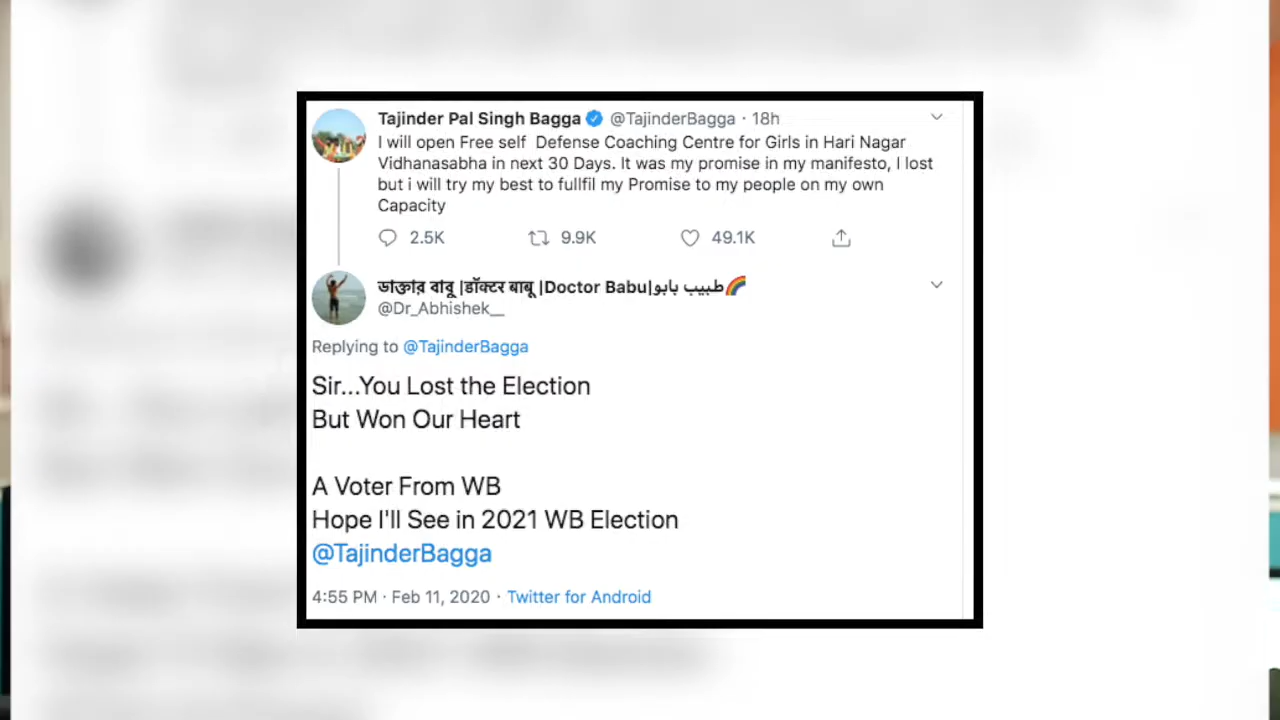 Tajinder Pal Singh Bagga @TajinderBagga · 18h
I will open Free self Defense Coaching Centre for Girls in Hari Nagar
Vidhanasabha in next 30 Days. It was my promise in my manifesto, I lost
but i will try my best to fullfil my Promise to my people on my own
Capacity
2.5K 9.9K 49.1K
ডাক্তার বাবু |डॉक्टर बाबू |Doctor Babu|طبيب بابو🌈
@Dr_Abhishek__
Replying to @TajinderBagga
Sir...You Lost the Election
But Won Our Heart
A Voter From WB
Hope I'll See in 2021 WB Election
@TajinderBagga
4:55 PM · Feb 11, 2020 · Twitter for Android